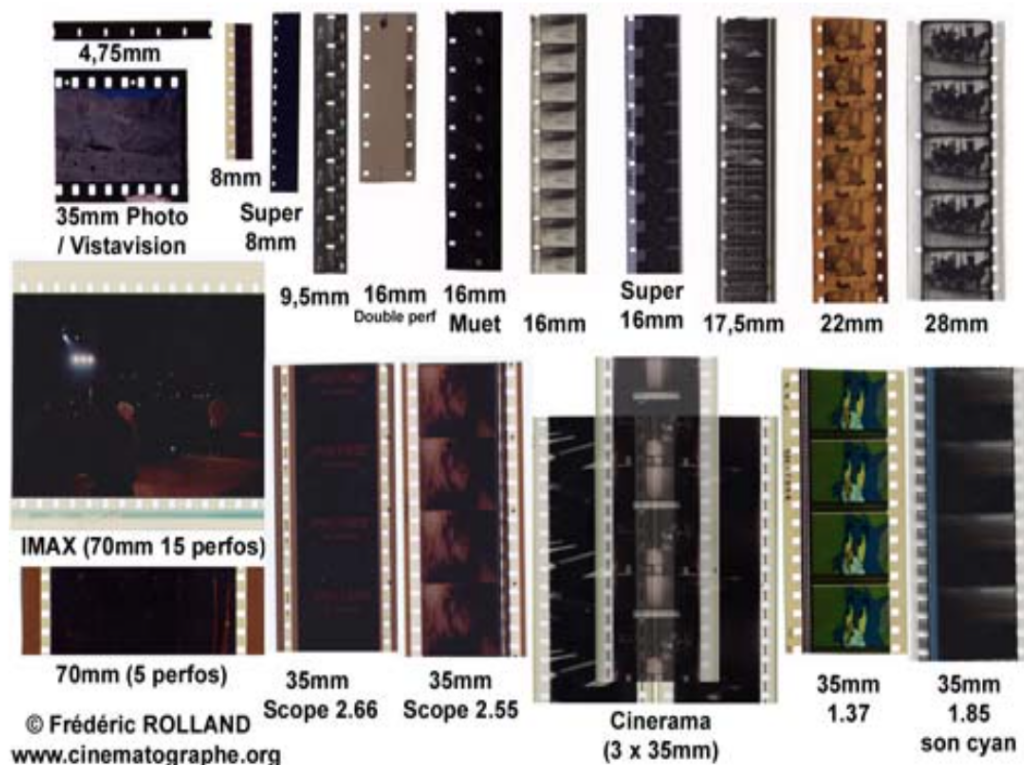 4,75mm
35mm Photo
/ Vistavision
8mm
Super
8mm
9,5mm
16mm
Double perf
16mm
Muet
16mm
Super
16mm
17,5mm
22mm
28mm
IMAX (70mm 15 perfos)
70mm (5 perfos)
35mm
Scope 2.66
35mm
Scope 2.55
Cinerama
(3 x 35mm)
35mm
1.37
35mm
1.85
son cyan
© Frédéric ROLLAND
www.cinematographe.org